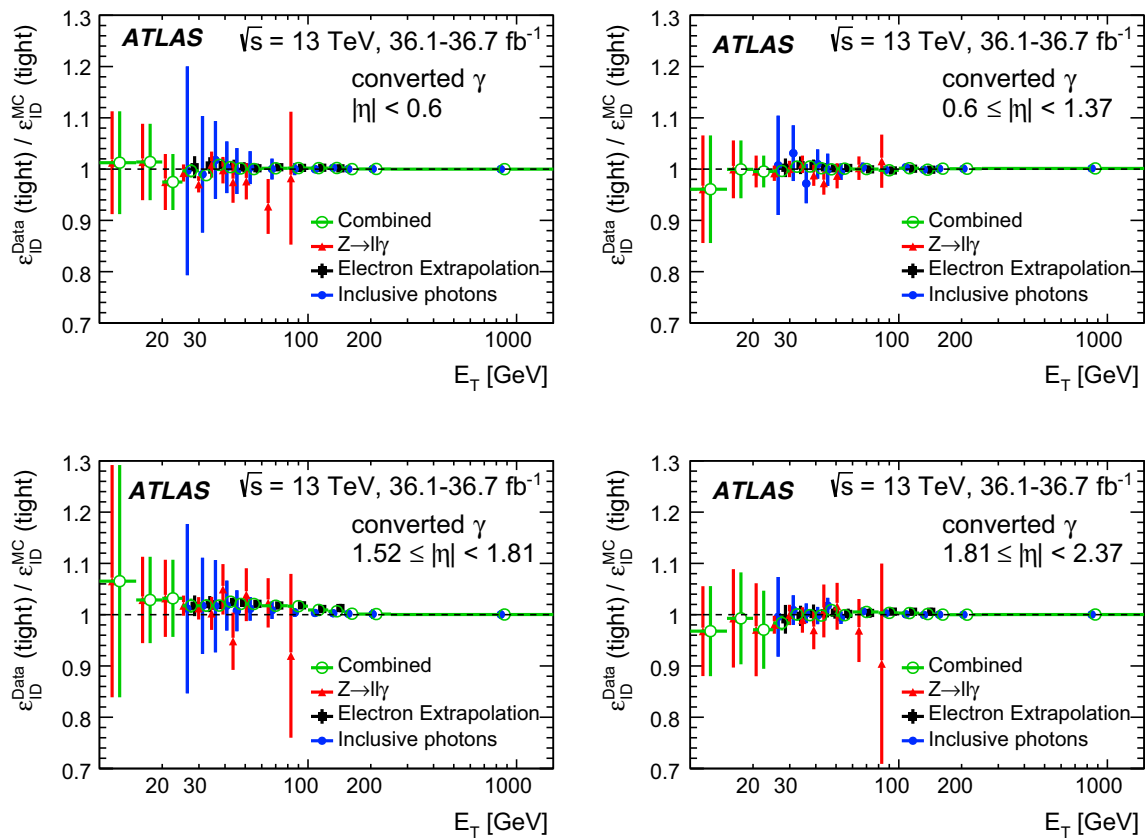 ε_ID^Data (tight) / ε_ID^MC (tight)
1.3
1.2
1.1
1
0.9
0.8
0.7
ATLAS √s = 13 TeV, 36.1-36.7 fb⁻¹
converted γ
|η| < 0.6
Combined
Z→llγ
Electron Extrapolation
Inclusive photons
20 30 100 200 1000
E_T [GeV]
ε_ID^Data (tight) / ε_ID^MC (tight)
1.3
1.2
1.1
1
0.9
0.8
0.7
ATLAS √s = 13 TeV, 36.1-36.7 fb⁻¹
converted γ
0.6 ≤ |η| < 1.37
Combined
Z→llγ
Electron Extrapolation
Inclusive photons
20 30 100 200 1000
E_T [GeV]
ε_ID^Data (tight) / ε_ID^MC (tight)
1.3
1.2
1.1
1
0.9
0.8
0.7
ATLAS √s = 13 TeV, 36.1-36.7 fb⁻¹
converted γ
1.52 ≤ |η| < 1.81
Combined
Z→llγ
Electron Extrapolation
Inclusive photons
20 30 100 200 1000
E_T [GeV]
ε_ID^Data (tight) / ε_ID^MC (tight)
1.3
1.2
1.1
1
0.9
0.8
0.7
ATLAS √s = 13 TeV, 36.1-36.7 fb⁻¹
converted γ
1.81 ≤ |η| < 2.37
Combined
Z→llγ
Electron Extrapolation
Inclusive photons
20 30 100 200 1000
E_T [GeV]